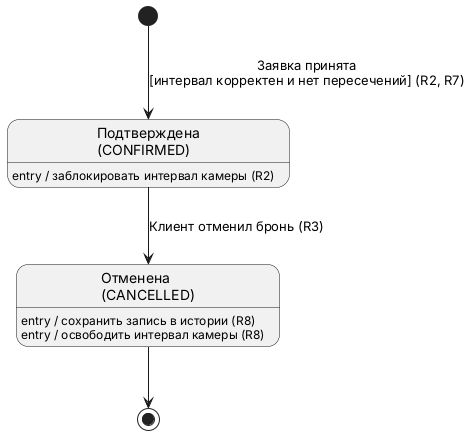 Заявка принята
[интервал корректен и нет пересечений] (R2, R7)
Подтверждена
(CONFIRMED)
entry / заблокировать интервал камеры (R2)
Клиент отменил бронь (R3)
Отменена
(CANCELLED)
entry / сохранить запись в истории (R8)
entry / освободить интервал камеры (R8)